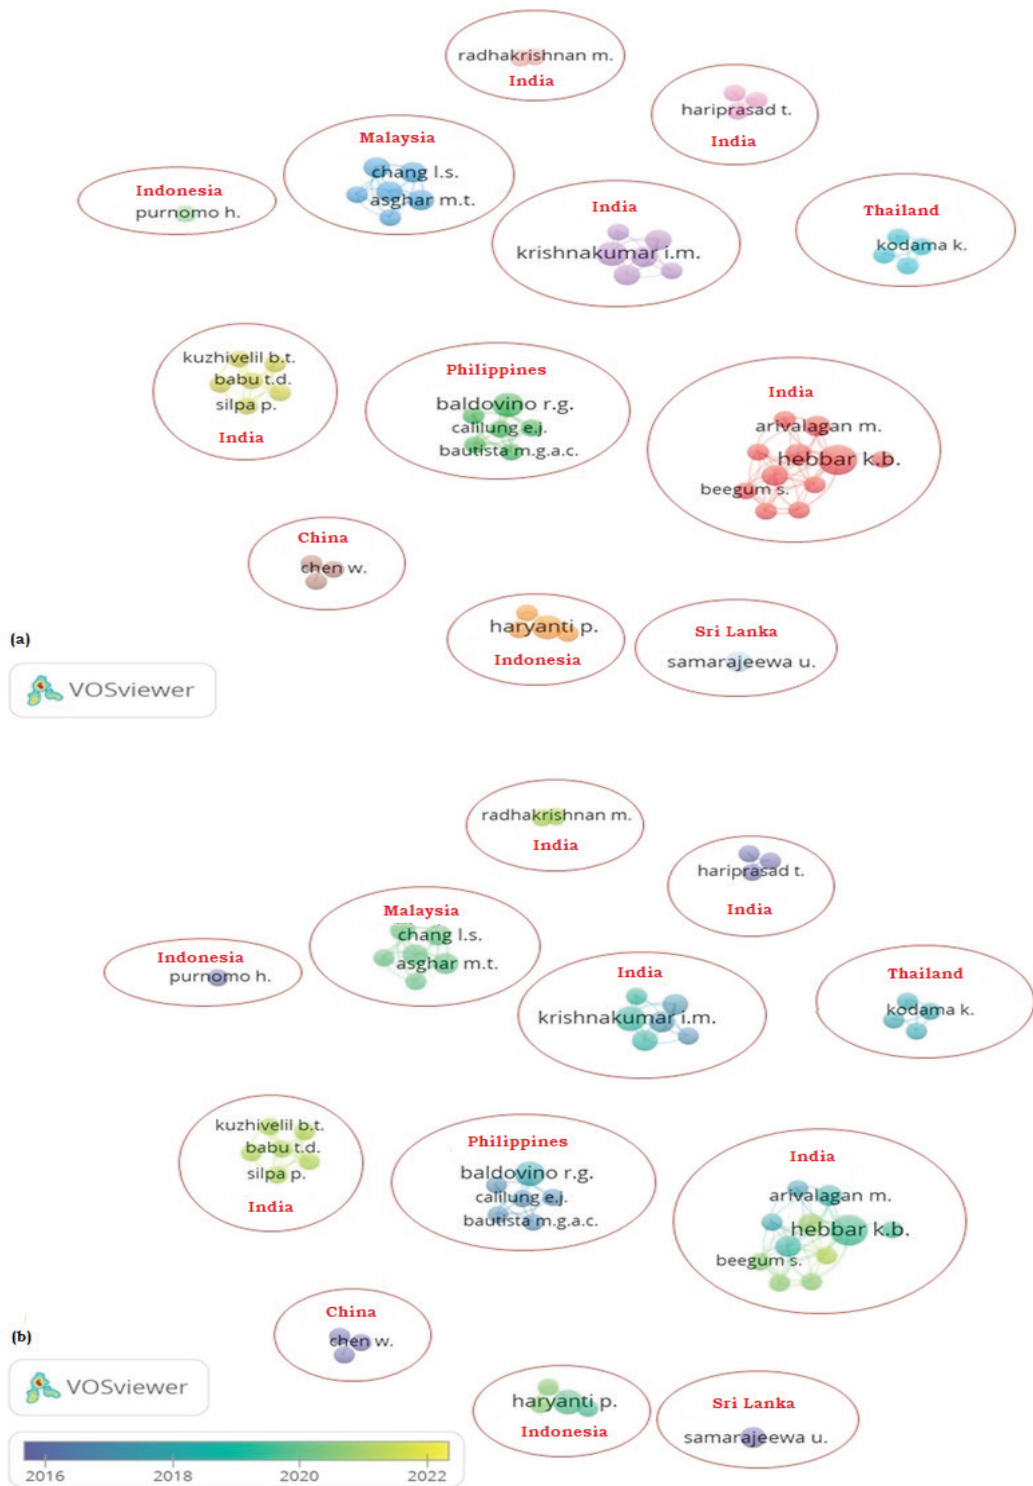 radhakrishnan m.
India
hariprasad t.
India
Malaysia
chang l.s.
asghar m.t.
Indonesia
purnomo h.
India
krishnakumar i.m.
Thailand
kodama k.
kuzhivelil b.t.
babu t.d.
silpa p.
India
Philippines
baldovino r.g.
calilung e.j.
bautista m.g.a.c.
India
arivalagan m.
hebbar k.b.
beegum s.
China
chen w.
haryanti p.
Indonesia
Sri Lanka
samarajeewa u.
(a)
VOSviewer
radhakrishnan m.
India
hariprasad t.
India
Malaysia
chang l.s.
asghar m.t.
Indonesia
purnomo h.
India
krishnakumar i.m.
Thailand
kodama k.
kuzhivelil b.t.
babu t.d.
silpa p.
India
Philippines
baldovino r.g.
calilung e.j.
bautista m.g.a.c.
India
arivalagan m.
hebbar k.b.
beegum s.
China
chen w.
haryanti p.
Indonesia
Sri Lanka
samarajeewa u.
(b)
VOSviewer
2016 2018 2020 2022